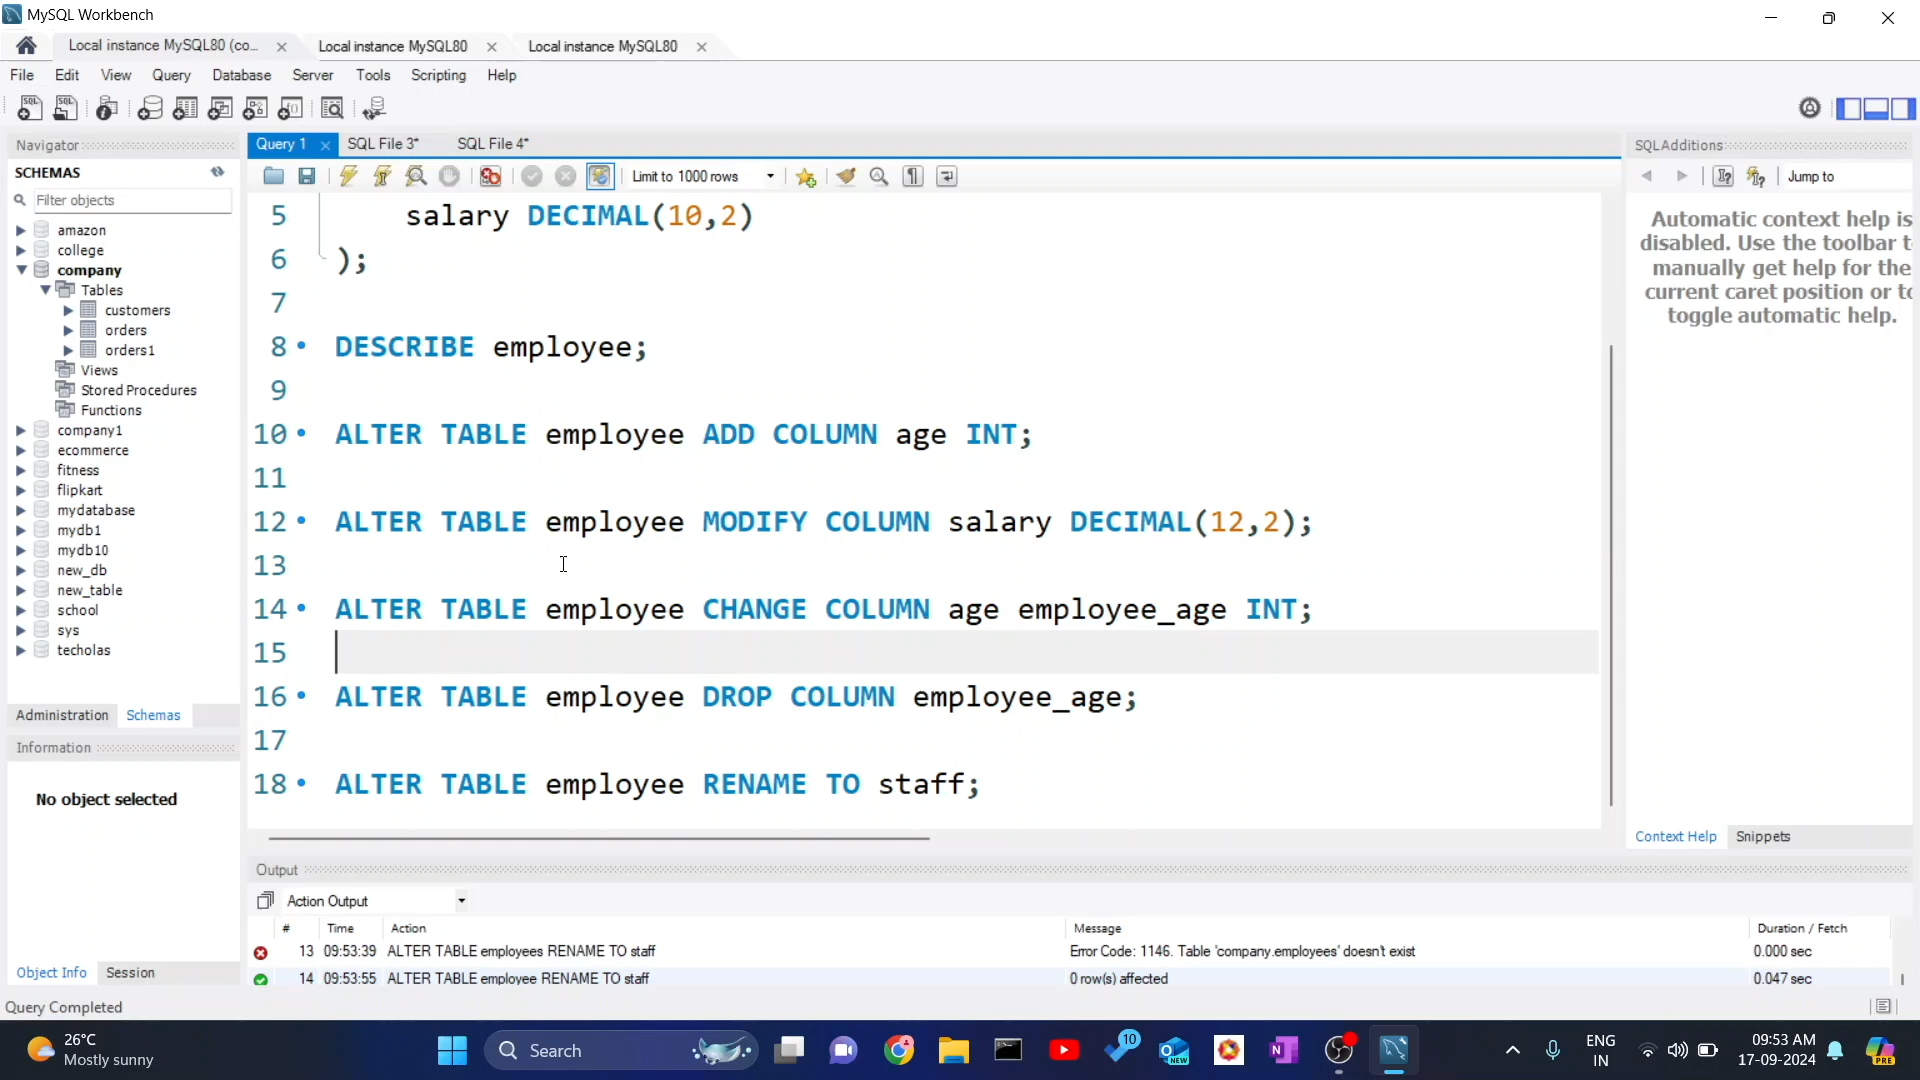 MySQL Workbench
Local instance MySQL80 (co...
Local instance MySQL80
Local instance MySQL80
File Edit View Query Database Server Tools Scripting Help
Navigator
SCHEMAS
Filter objects
amazon
college
company
Tables
customers
orders
orders1
Views
Stored Procedures
Functions
company1
ecommerce
fitness
flipkart
mydatabase
mydb1
mydb10
new_db
new_table
school
sys
techolas
Administration Schemas
Information
No object selected
Object Info Session
Query Completed
Query 1 SQL File 3* SQL File 4*
Limit to 1000 rows
5 salary DECIMAL(10,2)
6 );
7
8 DESCRIBE employee;
9
10 ALTER TABLE employee ADD COLUMN age INT;
11
12 ALTER TABLE employee MODIFY COLUMN salary DECIMAL(12,2);
13
14 ALTER TABLE employee CHANGE COLUMN age employee_age INT;
15
16 ALTER TABLE employee DROP COLUMN employee_age;
17
18 ALTER TABLE employee RENAME TO staff;
Output
Action Output
# Time Action Message Duration / Fetch
13 09:53:39 ALTER TABLE employees RENAME TO staff Error Code: 1146. Table 'company.employees' doesn't exist 0.000 sec
14 09:53:55 ALTER TABLE employee RENAME TO staff 0 row(s) affected 0.047 sec
SQLAdditions
Jump to
Automatic context help is
disabled. Use the toolbar t
manually get help for the
current caret position or to
toggle automatic help.
Context Help Snippets
26°C
Mostly sunny
Search
10
NEW
ENG
IN
09:53 AM
17-09-2024
PRE